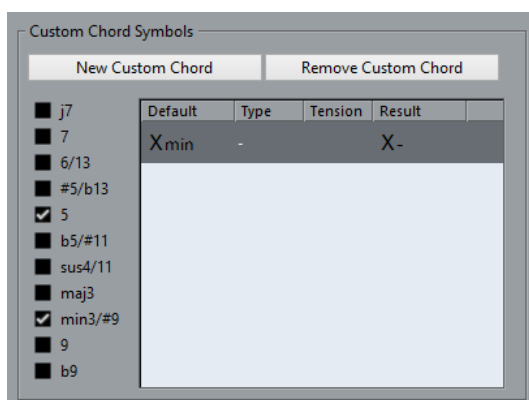 Custom Chord Symbols
New Custom Chord Remove Custom Chord
j7
7
6/13
#5/b13
5
b5/#11
sus4/11
maj3
min3/#9
9
b9
Default Type Tension Result
Xmin - X-